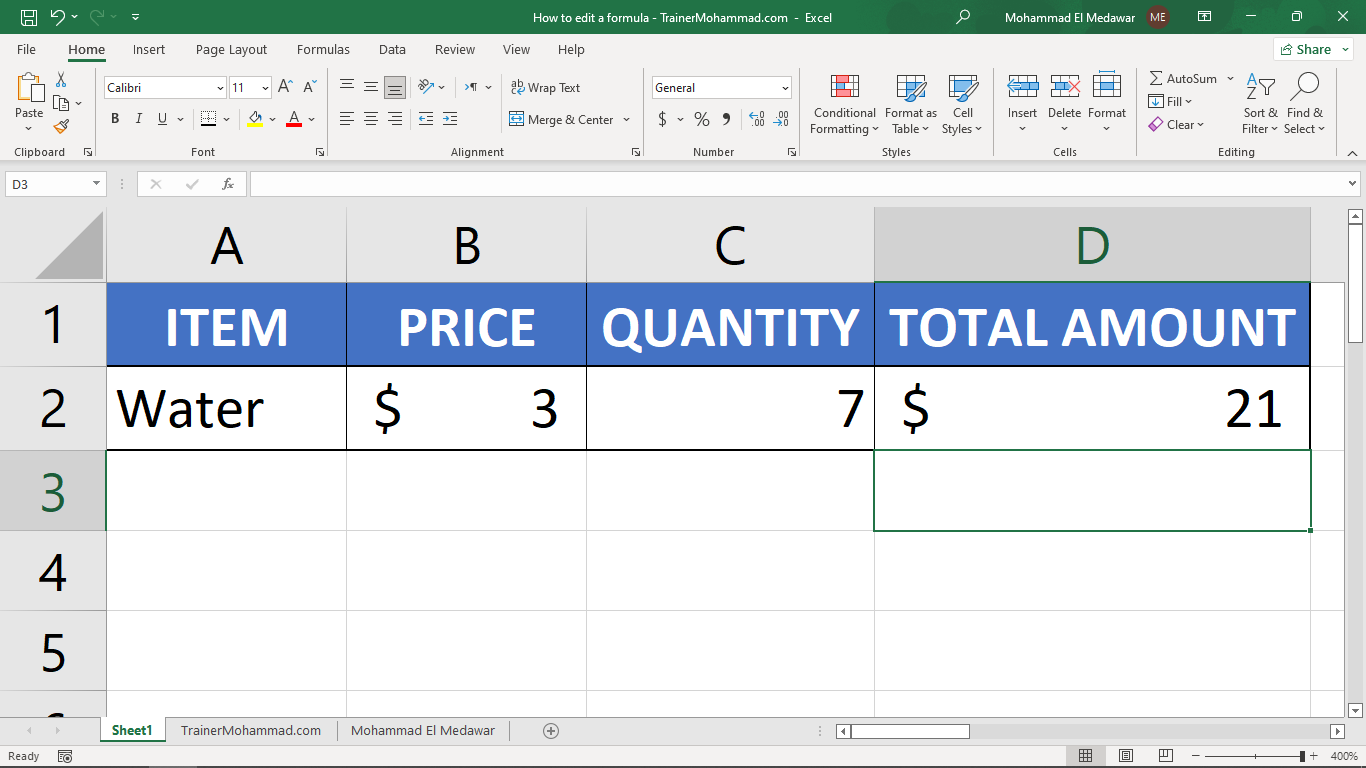 How to edit a formula - TrainerMohammad.com - Excel
Mohammad El Medawar
ME
File Home Insert Page Layout Formulas Data Review View Help
Share
Paste
Clipboard
Calibri
11
B I U
A
Font
ab Wrap Text
Merge & Center
Alignment
General
$ % 9
Number
Conditional Formatting
Format as Table
Cell Styles
Styles
Insert
Delete
Format
Cells
AutoSum
Fill
Clear
Sort & Filter
Find & Select
Editing
D3
fx
A B C D
1 ITEM PRICE QUANTITY TOTAL AMOUNT
2 Water $ 3 7 $ 21
3
4
5
Sheet1 TrainerMohammad.com Mohammad El Medawar
Ready
400%